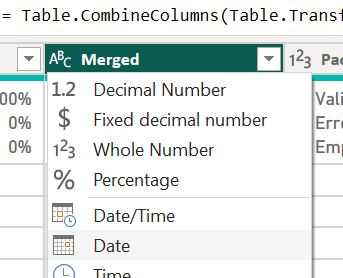 = Table.CombineColumns(Table.Transf
ABC Merged
123 Pac
00%
0%
0%
Vali
Erro
Emp
1.2 Decimal Number
$ Fixed decimal number
123 Whole Number
% Percentage
Date/Time
Date
Time